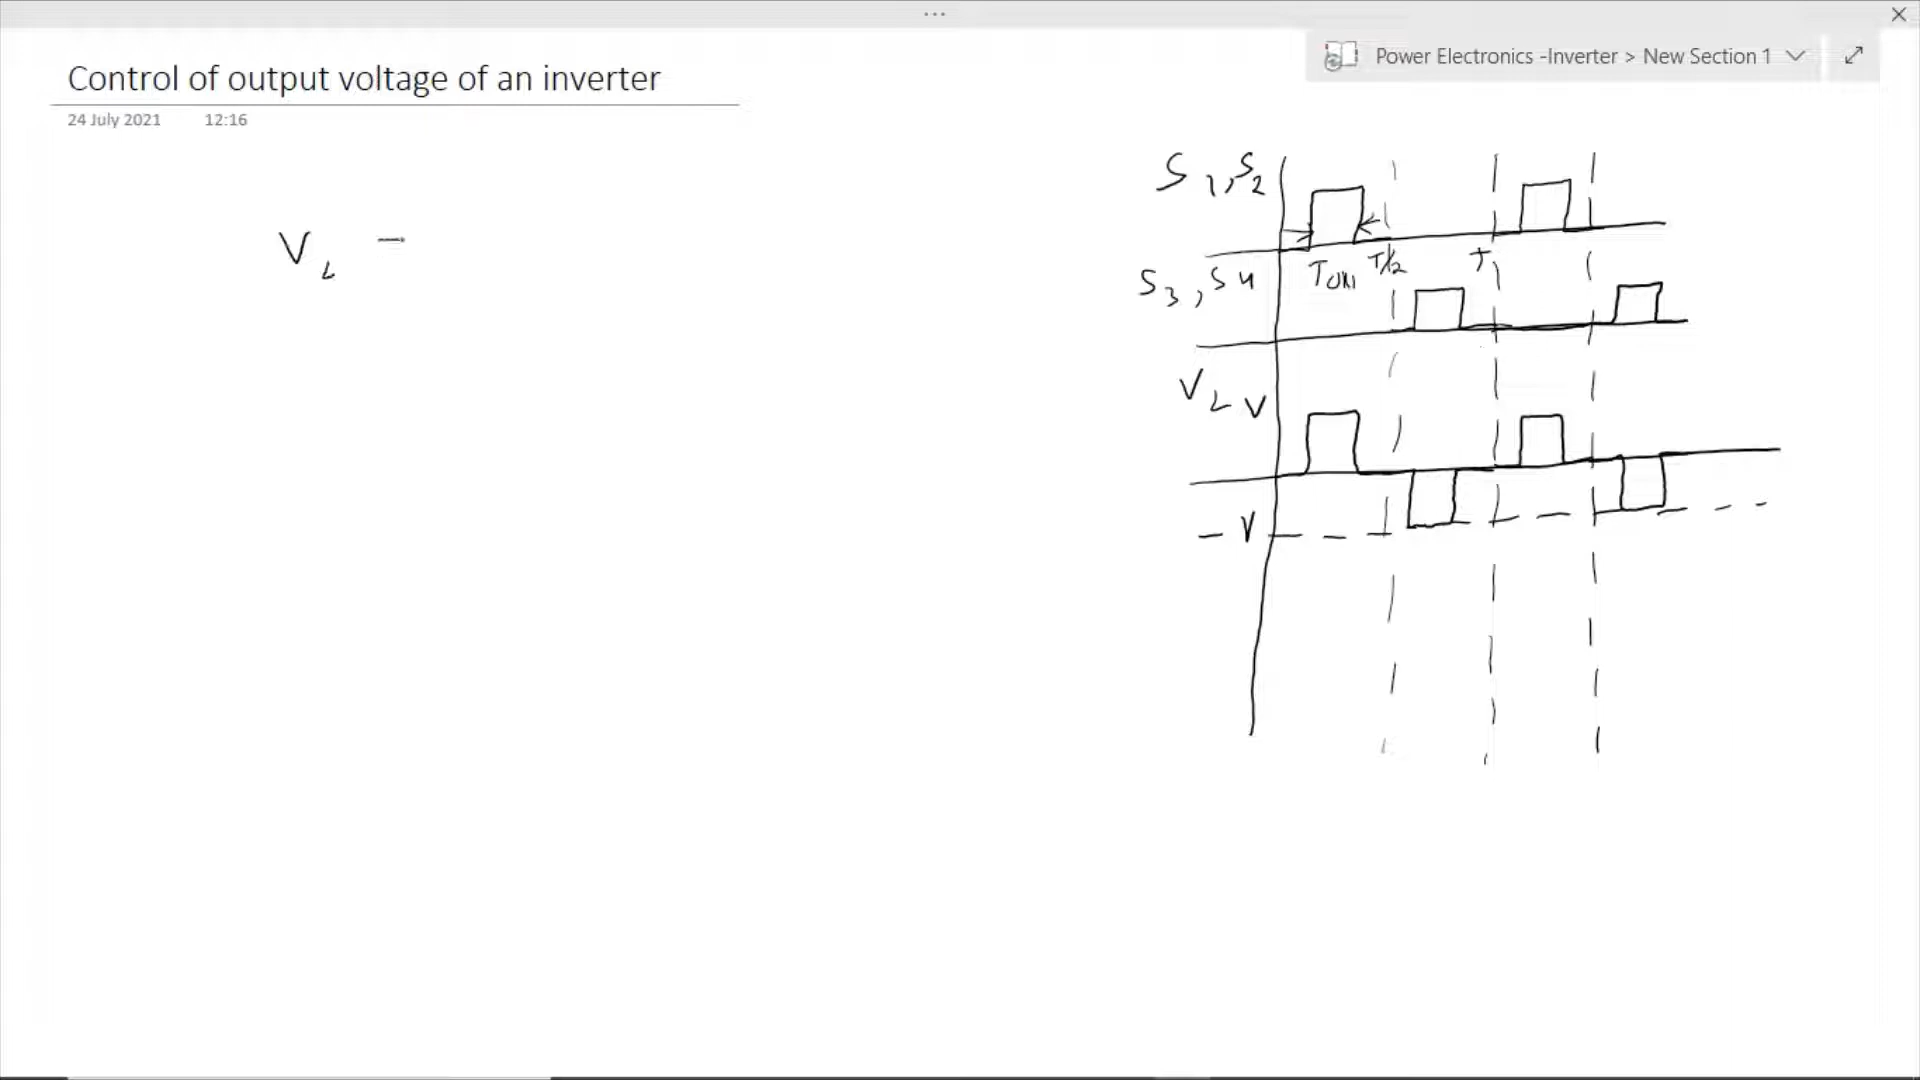 Power Electronics -Inverter > New Section 1
Control of output voltage of an inverter
24 July 2021 12:16
S1, S2
VL =
TON T/2 T
S3, S4
VL V
-V